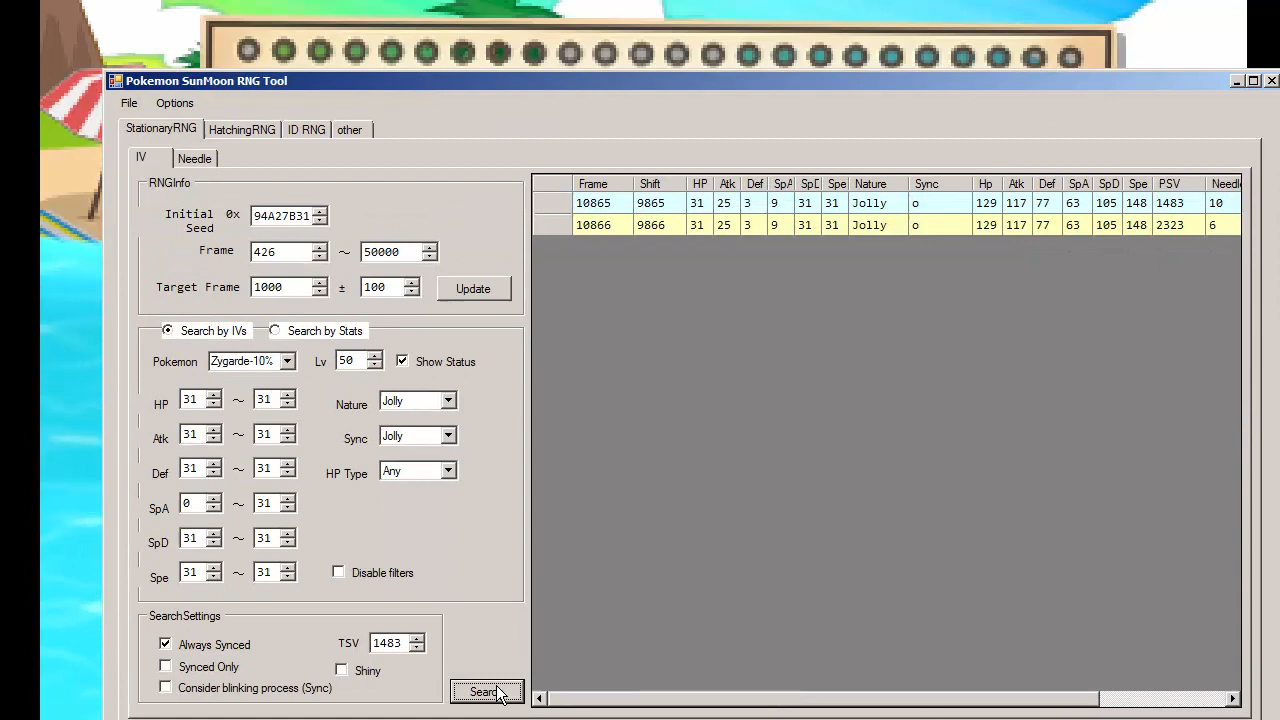 Pokemon SunMoon RNG Tool
File Options
StationaryRNG HatchingRNG ID RNG other
IV Needle
RNGInfo
Initial Seed 0x 94A27B31
Frame 426 ~ 50000
Target Frame 1000 ± 100 Update
Search by IVs Search by Stats
Pokemon Zygarde-10% Lv 50 Show Status
HP 31 ~ 31 Nature Jolly
Atk 31 ~ 31 Sync Jolly
Def 31 ~ 31 HP Type Any
SpA 0 ~ 31
SpD 31 ~ 31
Spe 31 ~ 31 Disable filters
SearchSettings
Always Synced TSV 1483
Synced Only Shiny
Consider blinking process (Sync)
Search
Frame Shift HP Atk Def SpA SpD Spe Nature Sync Hp Atk Def SpA SpD Spe PSV Needle
10865 9865 31 25 3 9 31 31 Jolly o 129 117 77 63 105 148 1483 10
10866 9866 31 25 3 9 31 31 Jolly o 129 117 77 63 105 148 2323 6